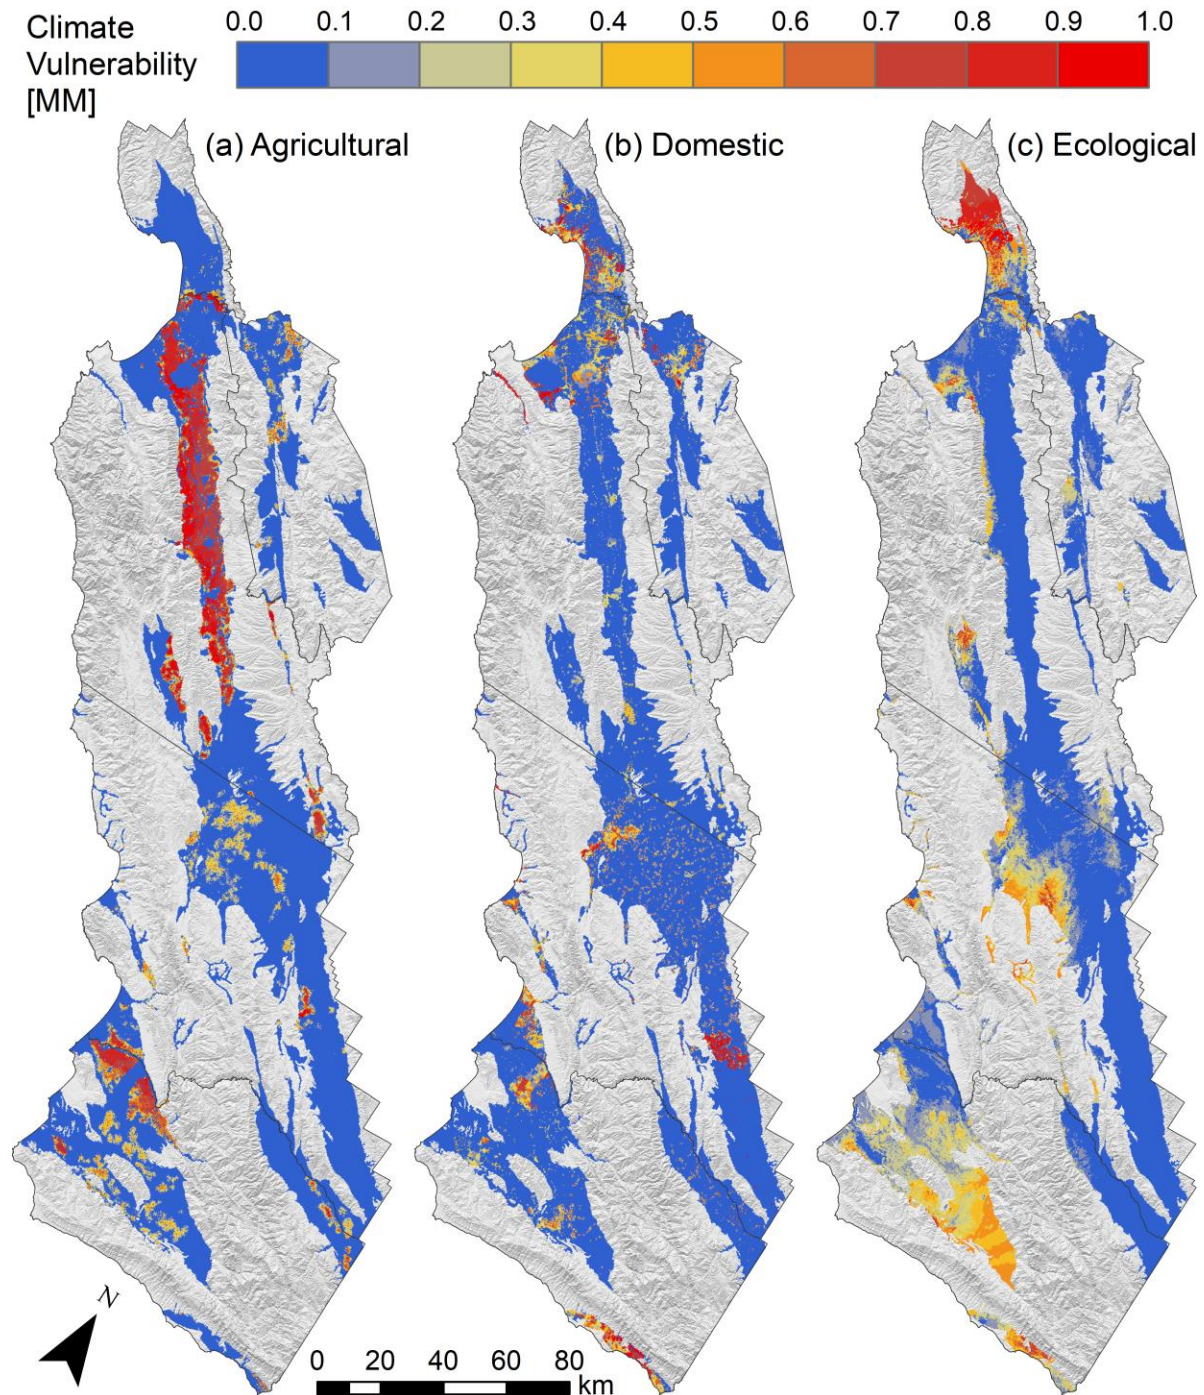 Climate
Vulnerability
[MM]
0.0 0.1 0.2 0.3 0.4 0.5 0.6 0.7 0.8 0.9 1.0
(a) Agricultural
(b) Domestic
(c) Ecological
N
0 20 40 60 80
km